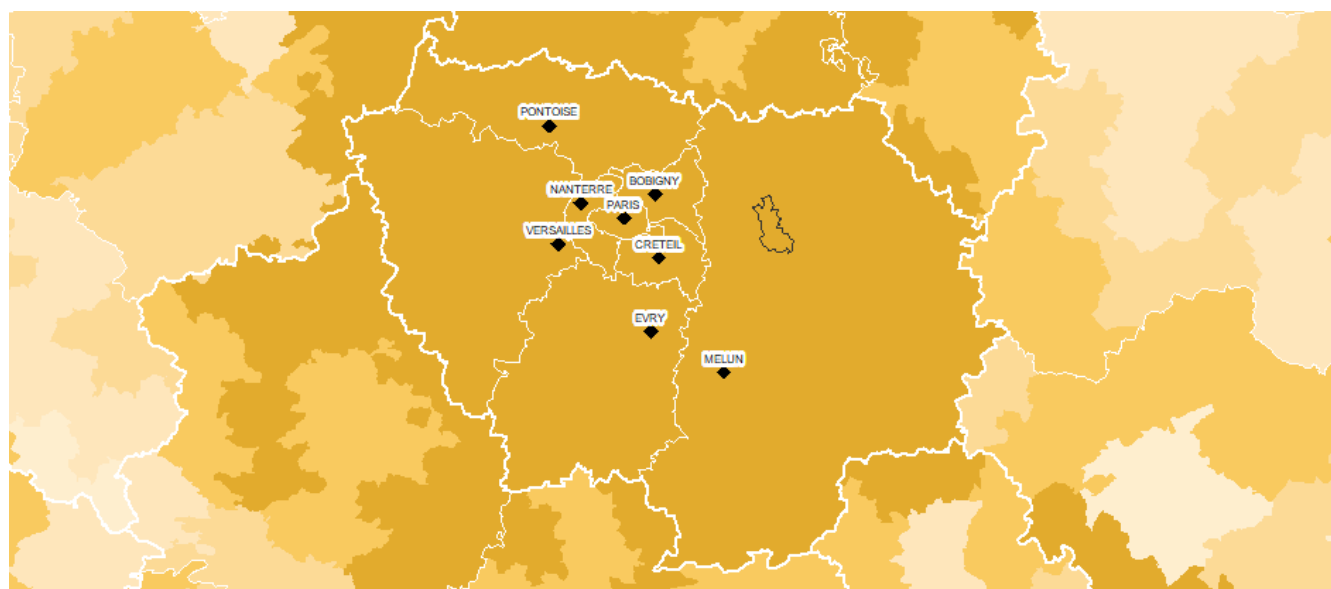 PONTOISE
BOBIGNY
NANTERRE
PARIS
VERSAILLES
CRETEIL
EVRY
MELUN